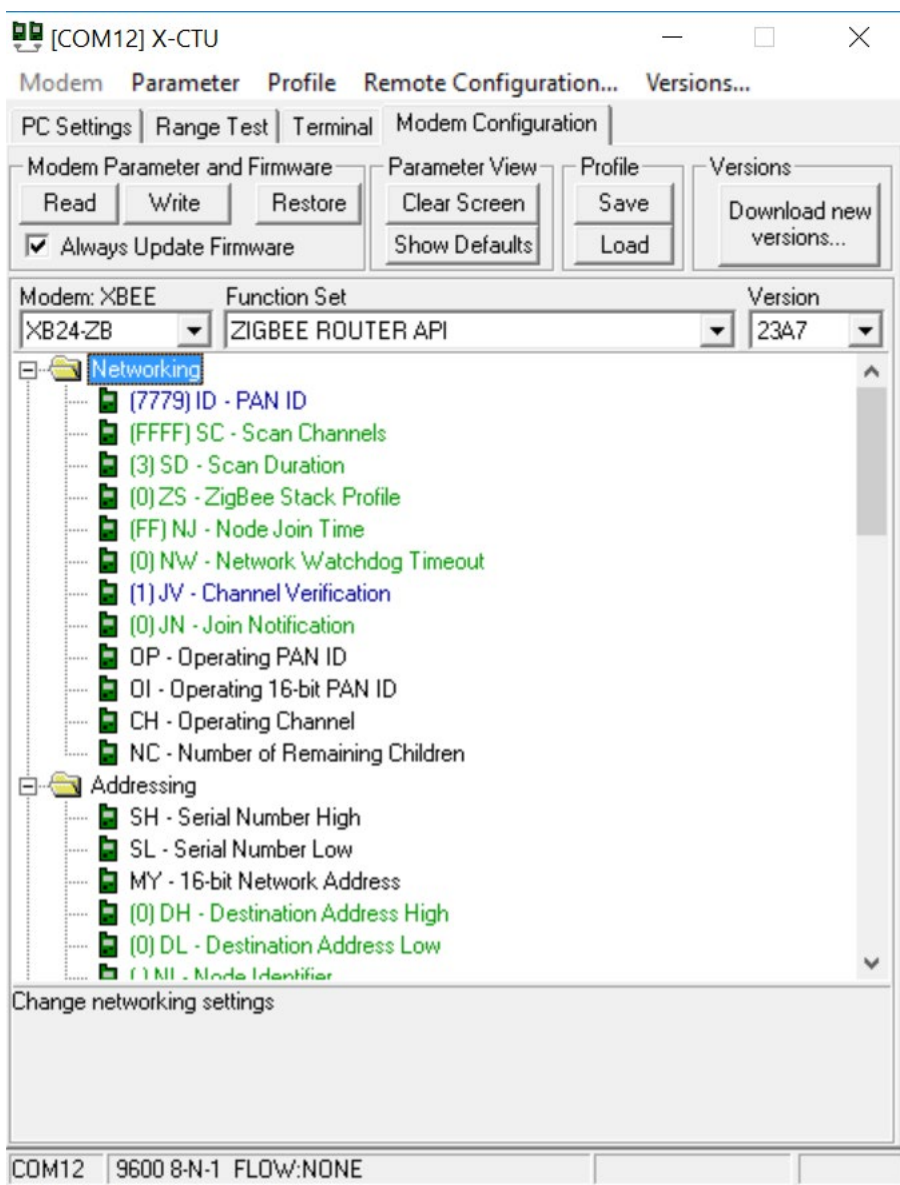 [COM12] X-CTU
Modem Parameter Profile Remote Configuration... Versions...
PC Settings Range Test Terminal Modem Configuration
Modem Parameter and Firmware Parameter View Profile Versions
Read Write Restore Clear Screen Save Download new versions...
Always Update Firmware Show Defaults Load
Modem: XBEE Function Set Version
XB24-ZB ZIGBEE ROUTER API 23A7
Networking
(7779) ID - PAN ID
(FFFF) SC - Scan Channels
(3) SD - Scan Duration
(0) ZS - ZigBee Stack Profile
(FF) NJ - Node Join Time
(0) NW - Network Watchdog Timeout
(1) JV - Channel Verification
(0) JN - Join Notification
OP - Operating PAN ID
OI - Operating 16-bit PAN ID
CH - Operating Channel
NC - Number of Remaining Children
Addressing
SH - Serial Number High
SL - Serial Number Low
MY - 16-bit Network Address
(0) DH - Destination Address High
(0) DL - Destination Address Low
( ) NI - Node Identifier
Change networking settings
COM12 9600 8-N-1 FLOW:NONE